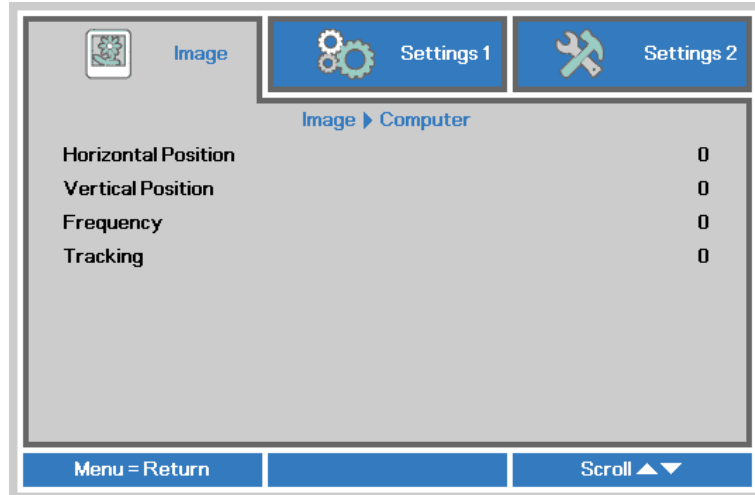 Image
Settings 1
Settings 2
Image ▶ Computer
Horizontal Position 0
Vertical Position 0
Frequency 0
Tracking 0
Menu = Return
Scroll ▲▼